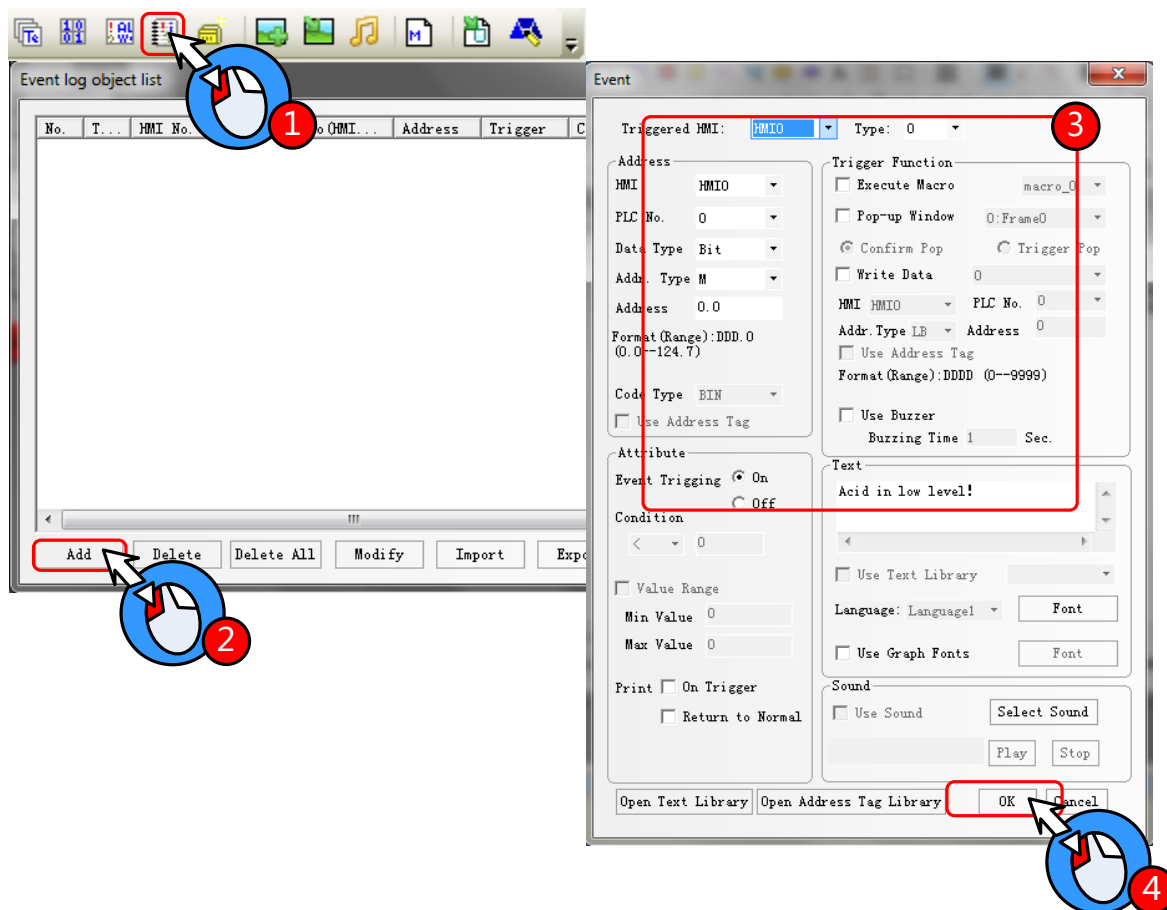 Event log object list
1
No. T... HMI No. o(HMI... Address Trigger C
Add Delete Delete All Modify Import Expo
2
Event
3
Triggered HMI: HMI0 Type: 0
Address
HMI HMI0
PLC No. 0
Data Type Bit
Addr. Type M
Address 0.0
Format(Range):DDD.O
(0.0--124.7)
Code Type BIN
Use Address Tag
Attribute
Event Trigging On
Off
Condition
< 0
Value Range
Min Value 0
Max Value 0
Print On Trigger
Return to Normal
Trigger Function
Execute Macro macro_0.
Pop-up Window 0:Frame0
Confirm Pop Trigger Pop
Write Data 0
HMI HMI0 PLC No. 0
Addr.Type LB Address 0
Use Address Tag
Format(Range):DDDD (0--9999)
Use Buzzer
Buzzing Time 1 Sec.
Text
Acid in low level!
Use Text Library
Language: Language1 Font
Use Graph Fonts Font
Sound
Use Sound Select Sound
Play Stop
Open Text Library Open Address Tag Library OK Cancel
4